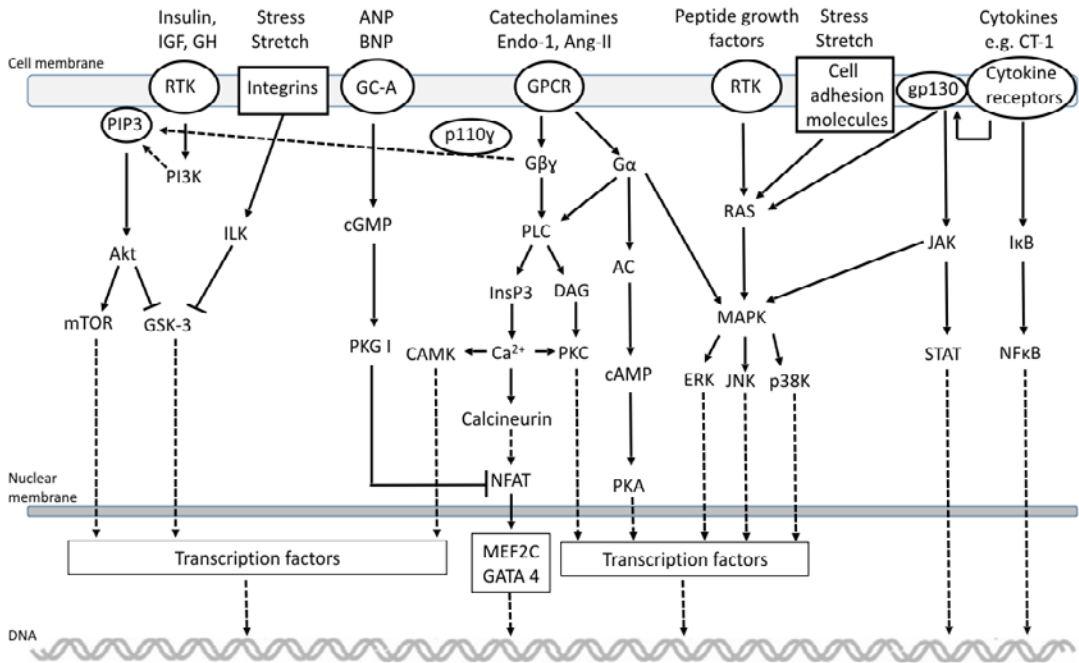 Insulin,
IGF, GH
Stress
Stretch
ANP
BNP
Catecholamines
Endo-1, Ang-II
Peptide growth
factors
Stress
Stretch
Cytokines
e.g. CT-1
Cell membrane
RTK
Integrins
GC-A
GPCR
RTK
Cell
adhesion
molecules
gp130
Cytokine
receptors
PIP3
p110ɣ
PI3K
Gβɣ
Gα
RAS
cGMP
ILK
PLC
JAK
IκB
Akt
AC
InsP3
DAG
mTOR
GSK-3
MAPK
PKG I
CAMK
Ca²⁺
PKC
STAT
NFκB
cAMP
ERK
JNK
p38K
Calcineurin
Nuclear
membrane
NFAT
PKA
Transcription factors
MEF2C
GATA 4
Transcription factors
DNA